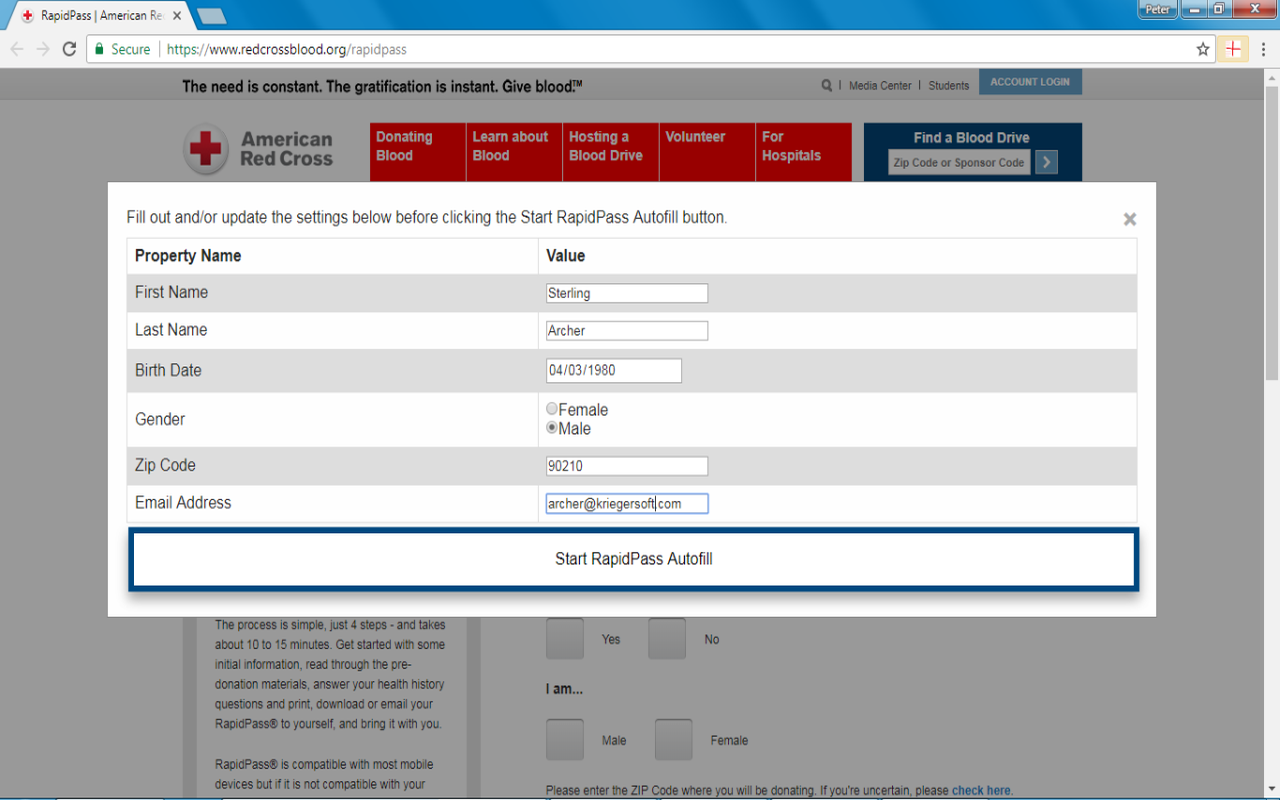 RapidPass | American Re
Peter
Secure
https://www.redcrossblood.org/rapidpass
The need is constant. The gratification is instant. Give blood.™
Media Center | Students
ACCOUNT LOGIN
American
Red Cross
Donating
Blood
Learn about
Blood
Hosting a
Blood Drive
Volunteer
For
Hospitals
Find a Blood Drive
Zip Code or Sponsor Code
Fill out and/or update the settings below before clicking the Start RapidPass Autofill button.
Property Name Value
First Name Sterling
Last Name Archer
Birth Date 04/03/1980
Gender
Female
Male
Zip Code 90210
Email Address archer@kriegersoft.com
Start RapidPass Autofill
The process is simple, just 4 steps - and takes
about 10 to 15 minutes. Get started with some
initial information, read through the pre-
donation materials, answer your health history
questions and print, download or email your
RapidPass® to yourself, and bring it with you.
RapidPass® is compatible with most mobile
devices but if it is not compatible with your
Yes No
I am...
Male Female
Please enter the ZIP Code where you will be donating. If you're uncertain, please check here.